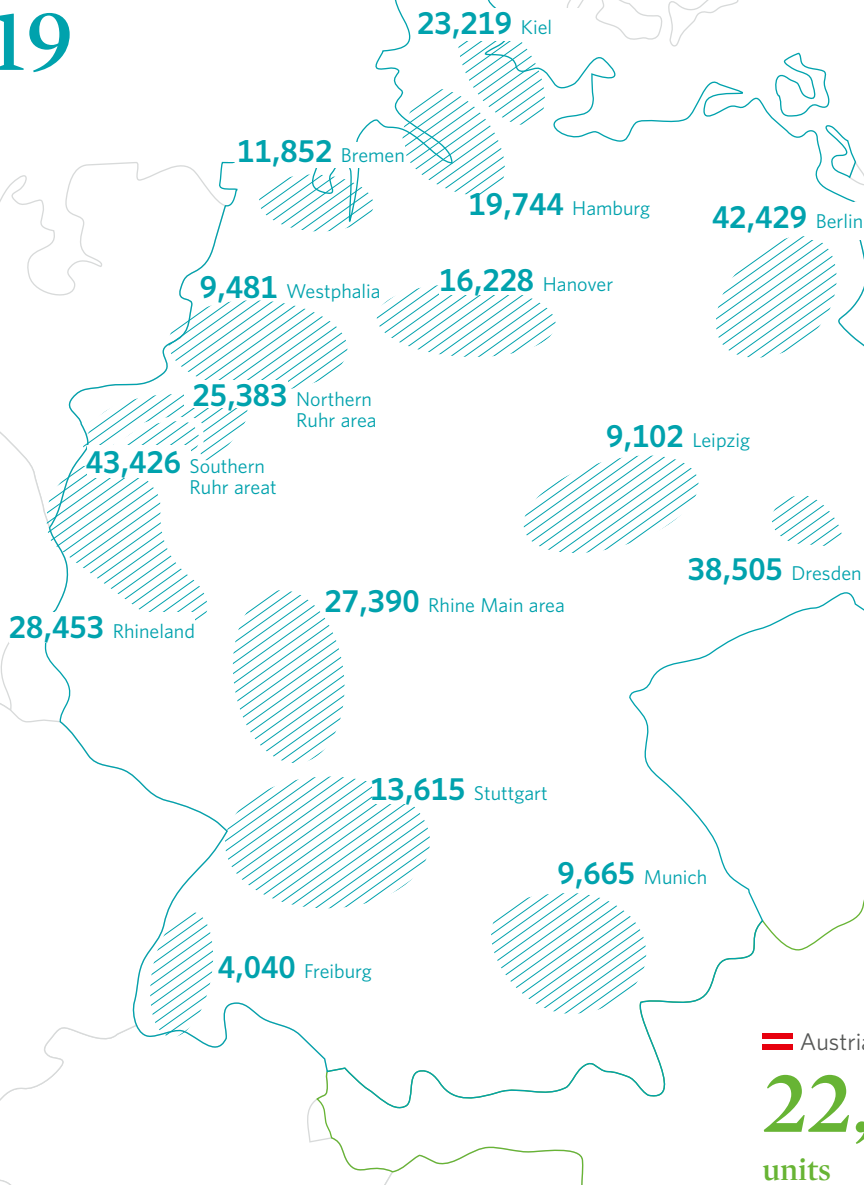 19
23,219 Kiel
11,852 Bremen
19,744 Hamburg
42,429 Berlin
9,481 Westphalia
16,228 Hanover
25,383 Northern
Ruhr area
9,102 Leipzig
43,426 Southern
Ruhr areat
38,505 Dresden
27,390 Rhine Main area
28,453 Rhineland
13,615 Stuttgart
9,665 Munich
4,040 Freiburg
Austria
22,
units